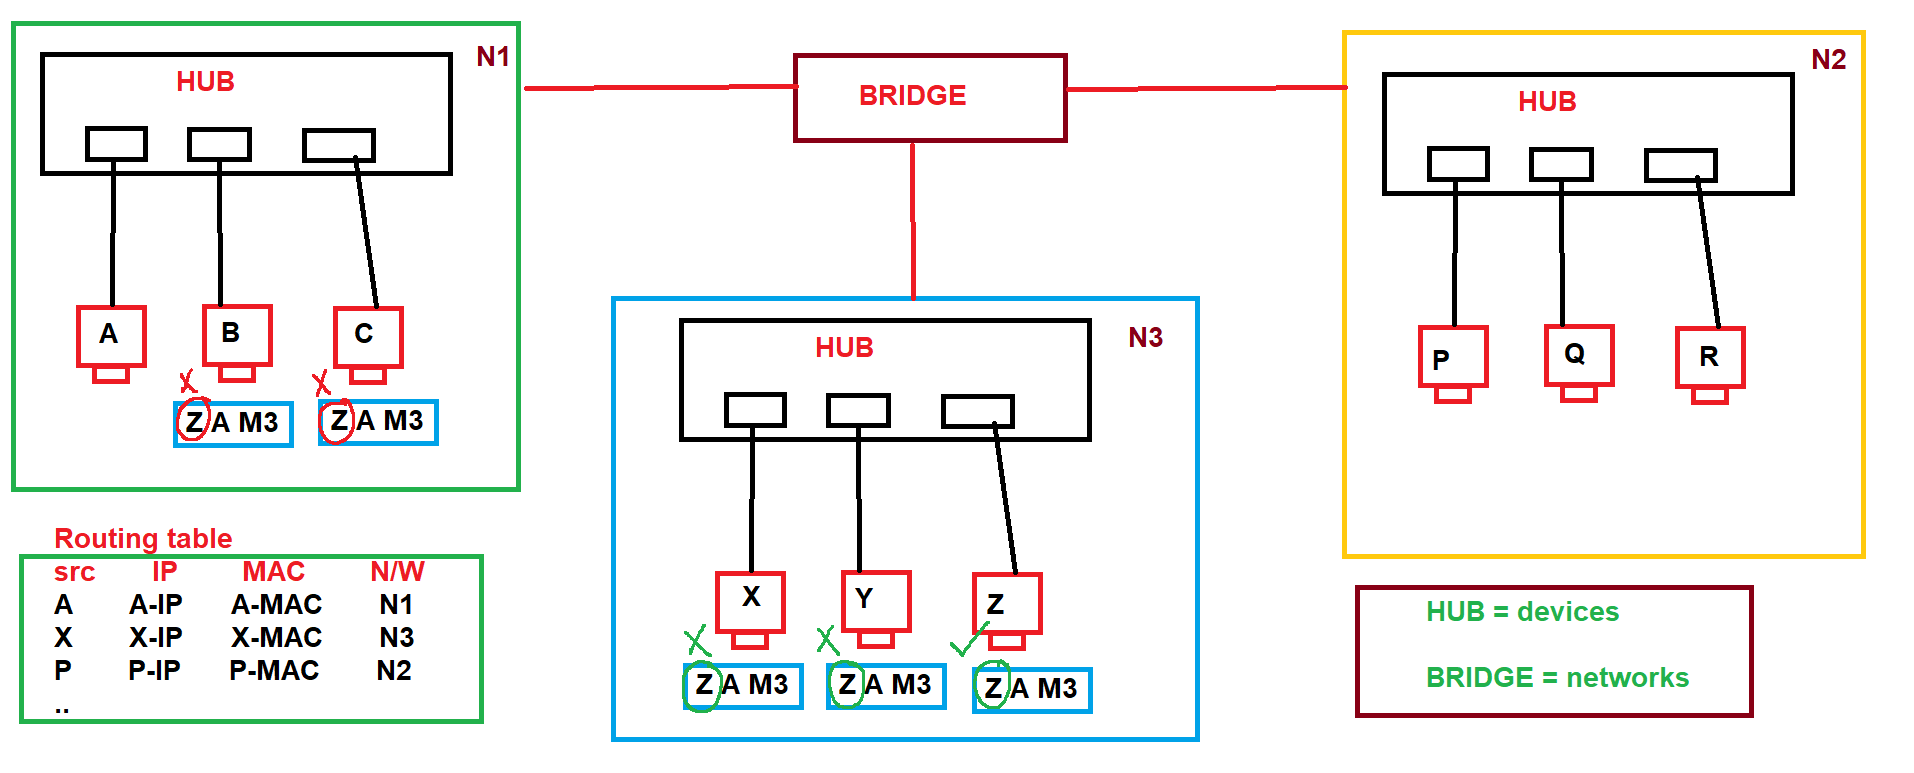 N1
HUB
A
B
C
Z A M3
Z A M3
BRIDGE
N2
HUB
P
Q
R
N3
HUB
X
Y
Z
Z A M3
Z A M3
Z A M3
Routing table
src IP MAC N/W
A A-IP A-MAC N1
X X-IP X-MAC N3
P P-IP P-MAC N2
..
HUB = devices
BRIDGE = networks